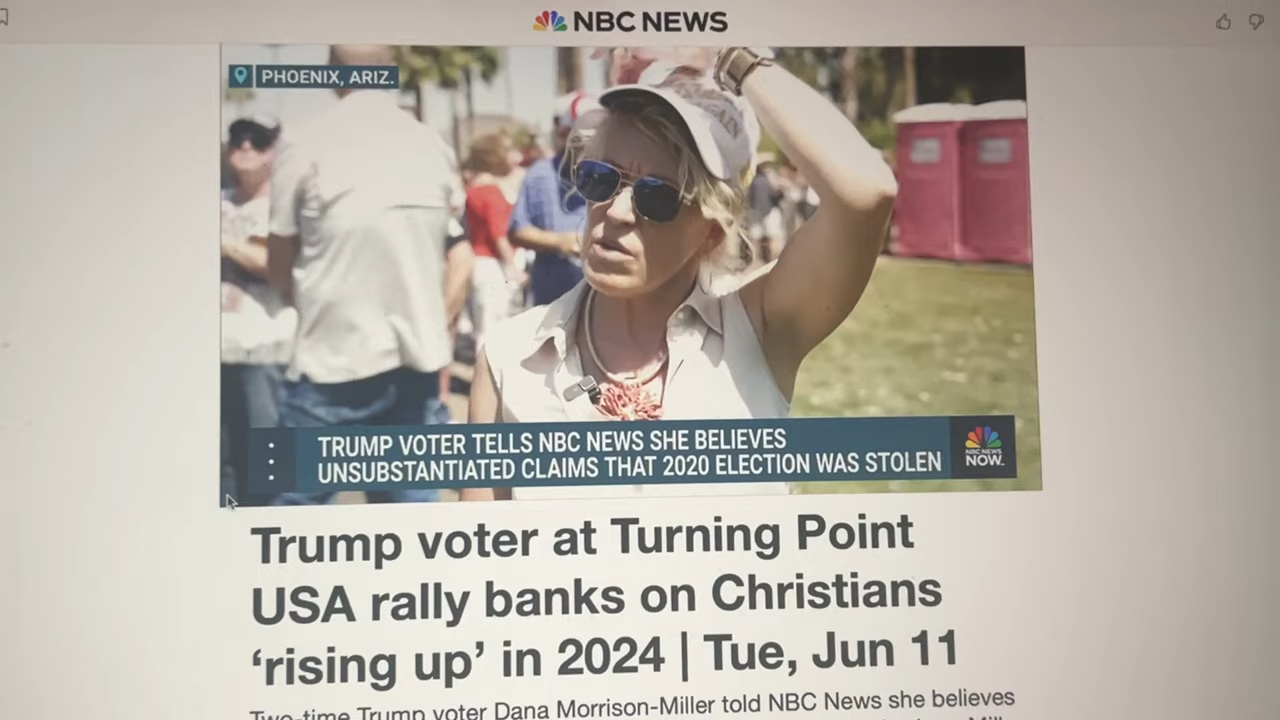 NBC NEWS
PHOENIX, ARIZ.
TRUMP VOTER TELLS NBC NEWS SHE BELIEVES
UNSUBSTANTIATED CLAIMS THAT 2020 ELECTION WAS STOLEN
NBC NEWS
NOW
Trump voter at Turning Point
USA rally banks on Christians
‘rising up’ in 2024 | Tue, Jun 11
Two-time Trump voter Dana Morrison-Miller told NBC News she believes